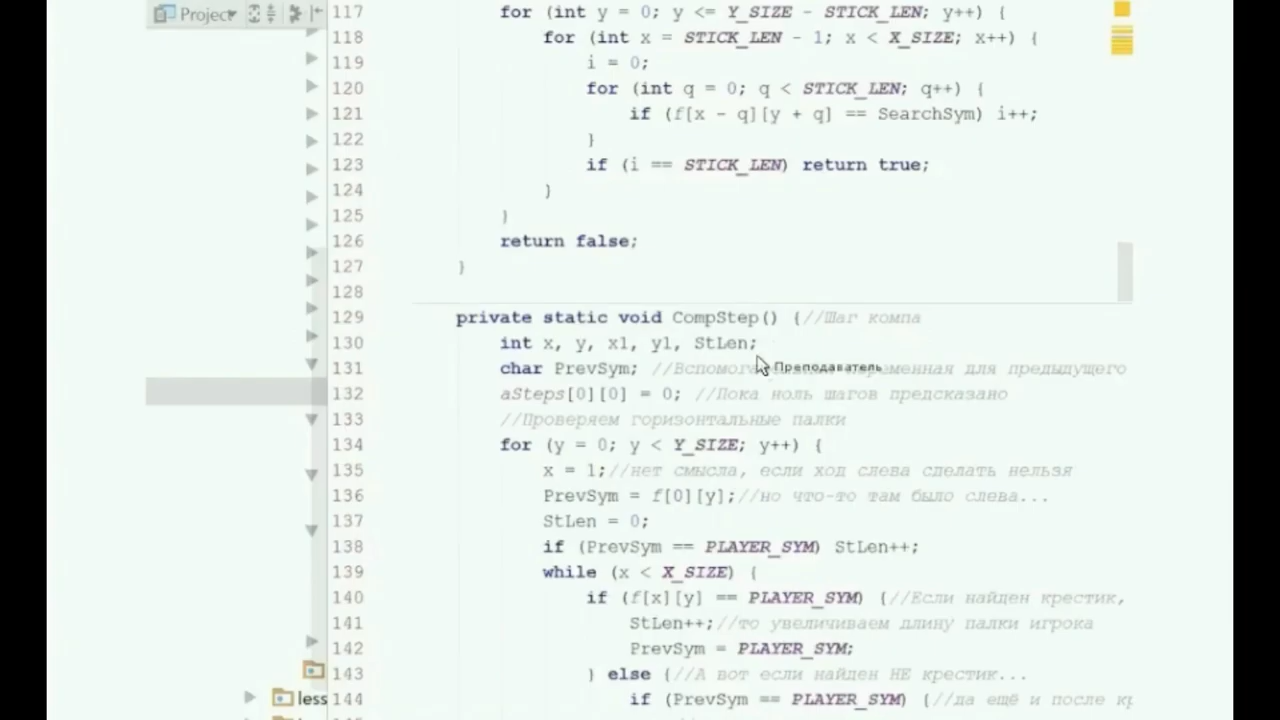 Project
117 for (int y = 0; y <= Y_SIZE - STICK_LEN; y++) {
118 for (int x = STICK_LEN - 1; x < X_SIZE; x++) {
119 i = 0;
120 for (int q = 0; q < STICK_LEN; q++) {
121 if (f[x - q][y + q] == SearchSym) i++;
122 }
123 if (i == STICK_LEN) return true;
124 }
125 }
126 return false;
127 }
128
129 private static void CompStep() {//Шаг компа
130 int x, y, x1, y1, StLen;
131 char PrevSym; //Вспомога для предыдущего
Преподаватель
132 aSteps[0][0] = 0; //Пока ноль шагов предсказано
133 //Проверяем горизонтальные палки
134 for (y = 0; y < Y_SIZE; y++) {
135 x = 1;//нет смысла, если ход слева сделать нельзя
136 PrevSym = f[0][y];//но что-то там было слева...
137 StLen = 0;
138 if (PrevSym == PLAYER_SYM) StLen++;
139 while (x < X_SIZE) {
140 if (f[x][y] == PLAYER_SYM) {//Если найден крестик,
141 StLen++;//то увеличиваем длину палки игрока
142 PrevSym = PLAYER_SYM;
143 } else {//А вот если найден НЕ крестик...
less
144 if (PrevSym == PLAYER_SYM) {//да ещё и после кр